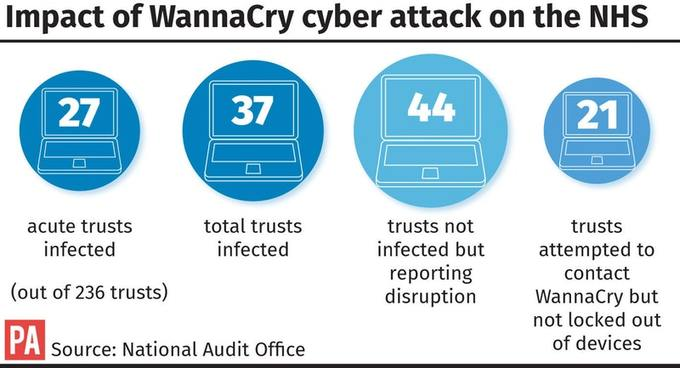 Impact of WannaCry cyber attack on the NHS
27
acute trusts
infected
(out of 236 trusts)
37
total trusts
infected
44
trusts not
infected but
reporting
disruption
21
trusts
attempted to
contact
WannaCry but
not locked out
of devices
PA
Source: National Audit Office